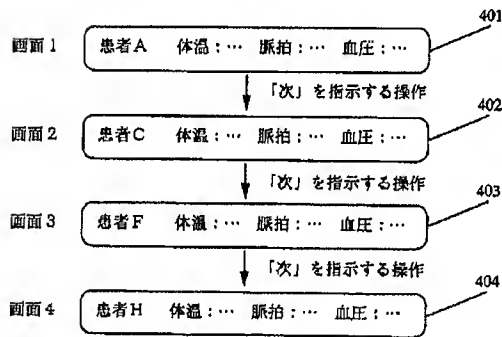 401
画面1 患者A 体温:… 脈拍:… 血圧:…
「次」を指示する操作
402
画面2 患者C 体温:… 脈拍:… 血圧:…
「次」を指示する操作
403
画面3 患者F 体温:… 脈拍:… 血圧:…
「次」を指示する操作
404
画面4 患者H 体温:… 脈拍:… 血圧:…